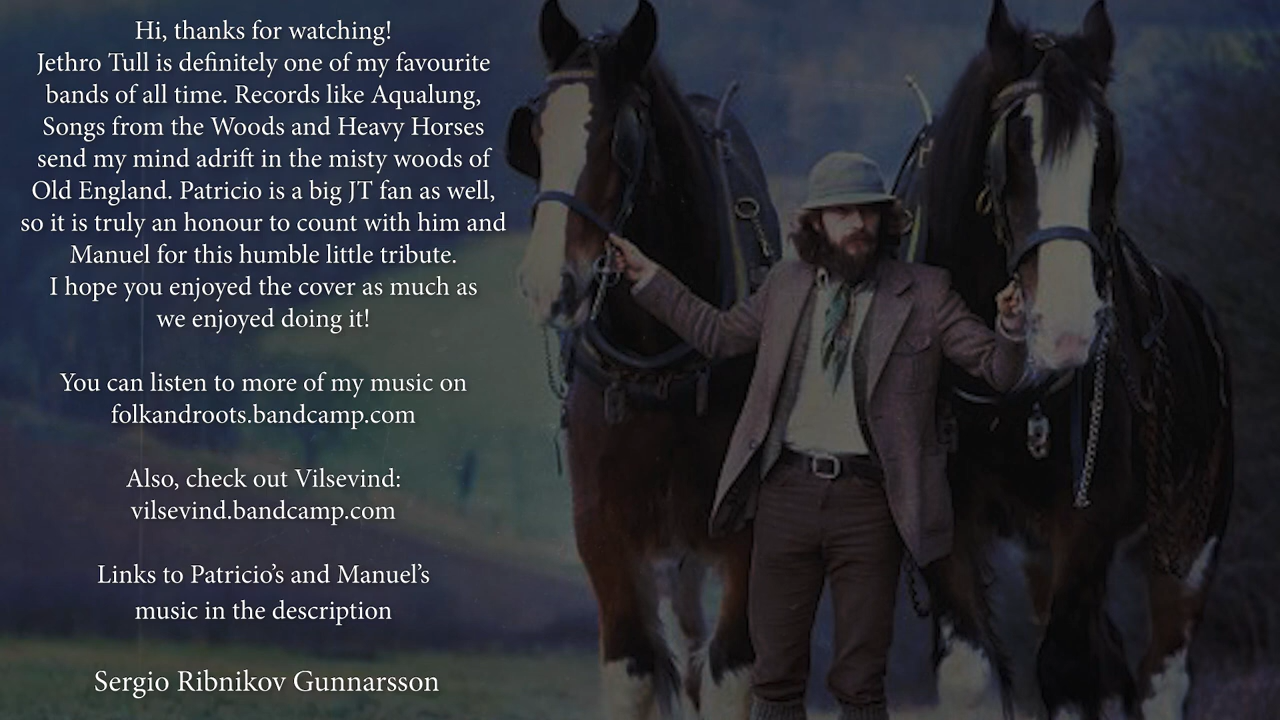 Hi, thanks for watching!
Jethro Tull is definitely one of my favourite
bands of all time. Records like Aqualung,
Songs from the Woods and Heavy Horses
send my mind adrift in the misty woods of
Old England. Patricio is a big JT fan as well,
so it is truly an honour to count with him and
Manuel for this humble little tribute.
I hope you enjoyed the cover as much as
we enjoyed doing it!
You can listen to more of my music on
folkandroots.bandcamp.com
Also, check out Vilsevind:
vilsevind.bandcamp.com
Links to Patricio’s and Manuel’s
music in the description
Sergio Ribnikov Gunnarsson